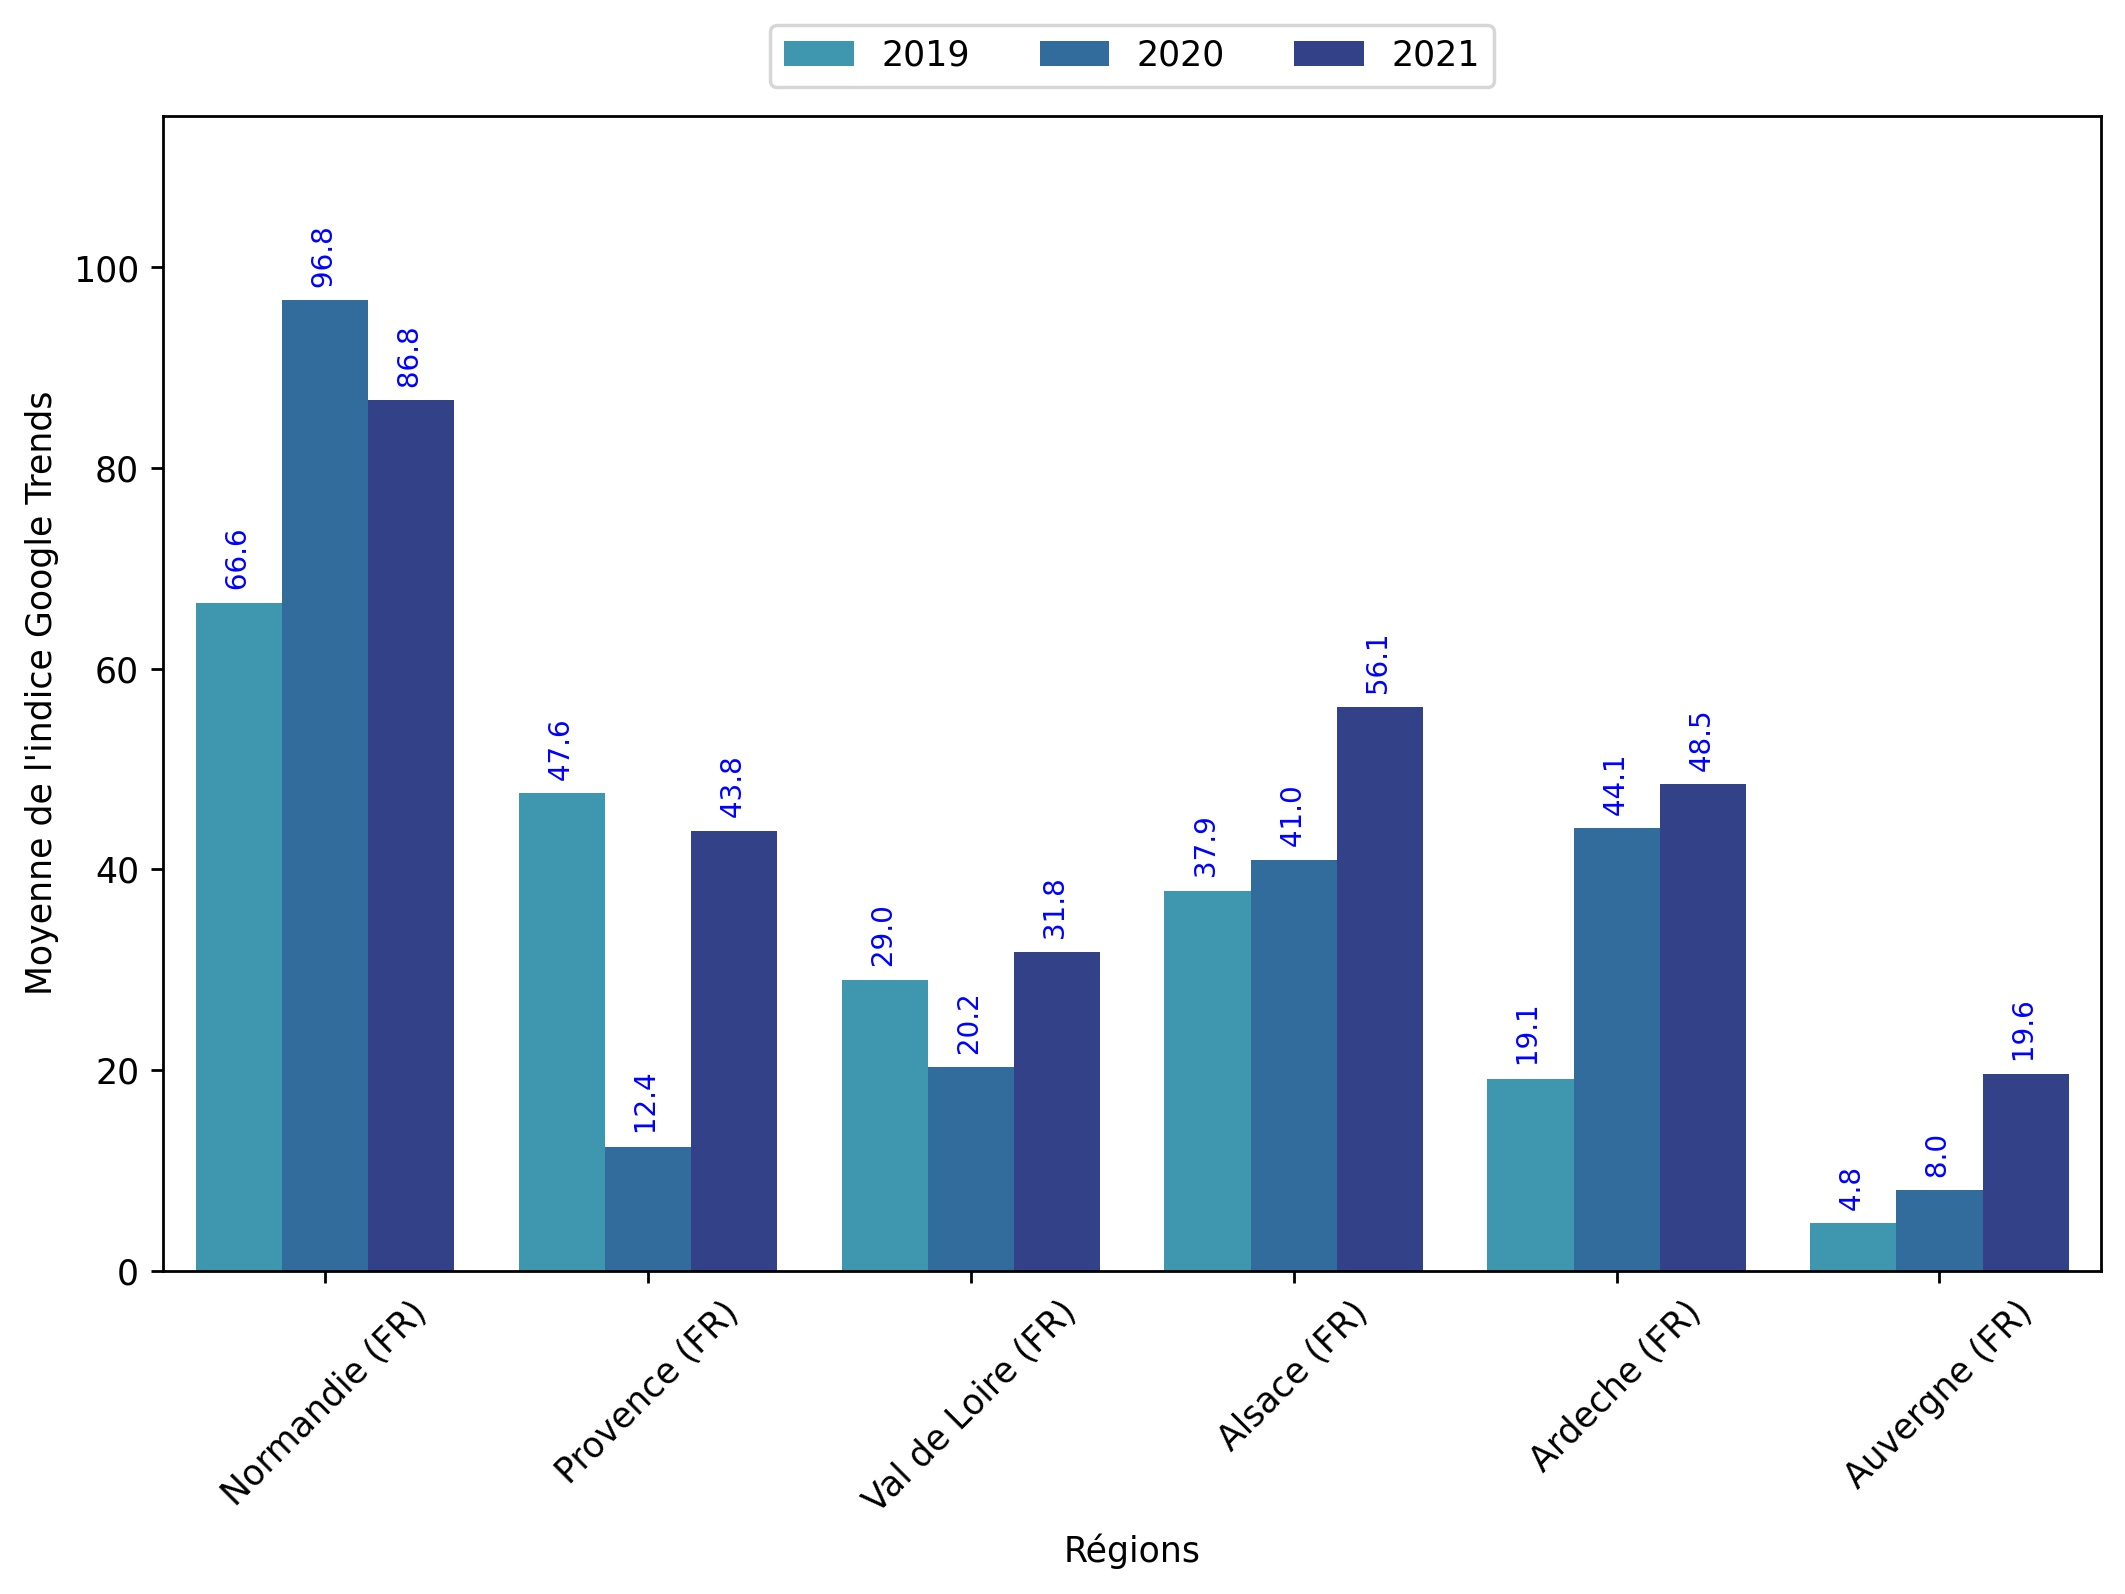 2019 2020 2021
Moyenne de l'indice Google Trends
100
80
60
40
20
0
66.6 96.8 86.8
47.6 12.4 43.8
29.0 20.2 31.8
37.9 41.0 56.1
19.1 44.1 48.5
4.8 8.0 19.6
Normandie (FR)
Provence (FR)
Val de Loire (FR)
Alsace (FR)
Ardeche (FR)
Auvergne (FR)
Régions